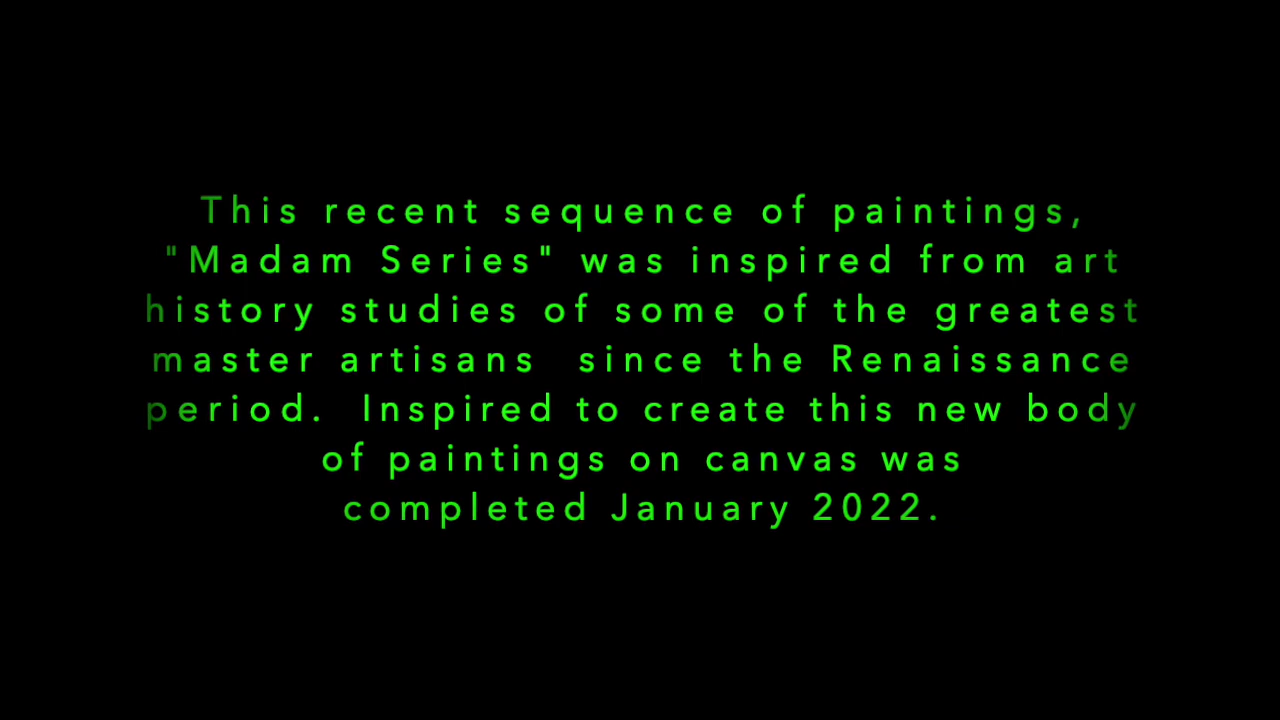 This recent sequence of paintings,
"Madam Series" was inspired from art
history studies of some of the greatest
master artisans  since the Renaissance
period.  Inspired to create this new body
of paintings on canvas was
completed January 2022.